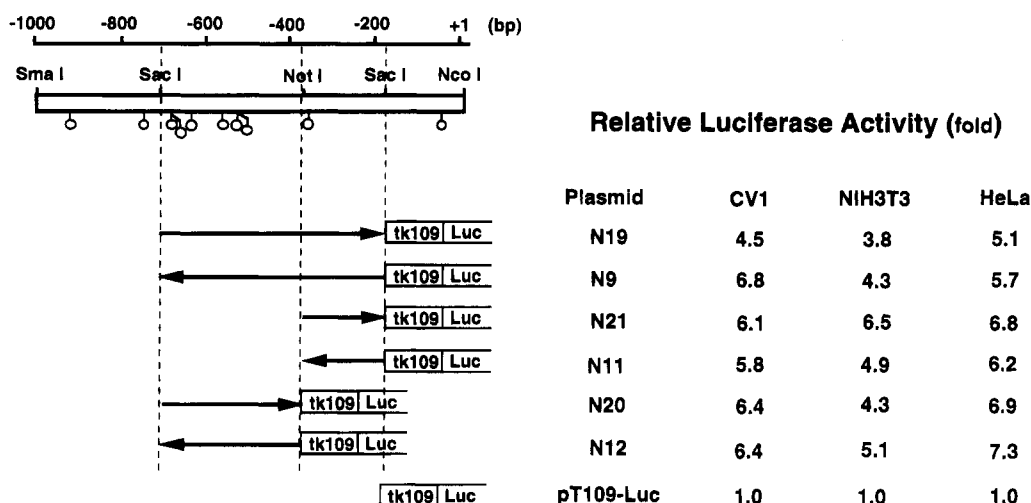 -1000 -800 -600 -400 -200 +1 (bp)
Sma I Sac I Not I Sac I Nco I
Relative Luciferase Activity (fold)
Plasmid CV1 NIH3T3 HeLa
tk109 Luc N19 4.5 3.8 5.1
tk109 Luc N9 6.8 4.3 5.7
tk109 Luc N21 6.1 6.5 6.8
tk109 Luc N11 5.8 4.9 6.2
tk109 Luc N20 6.4 4.3 6.9
tk109 Luc N12 6.4 5.1 7.3
tk109 Luc pT109-Luc 1.0 1.0 1.0